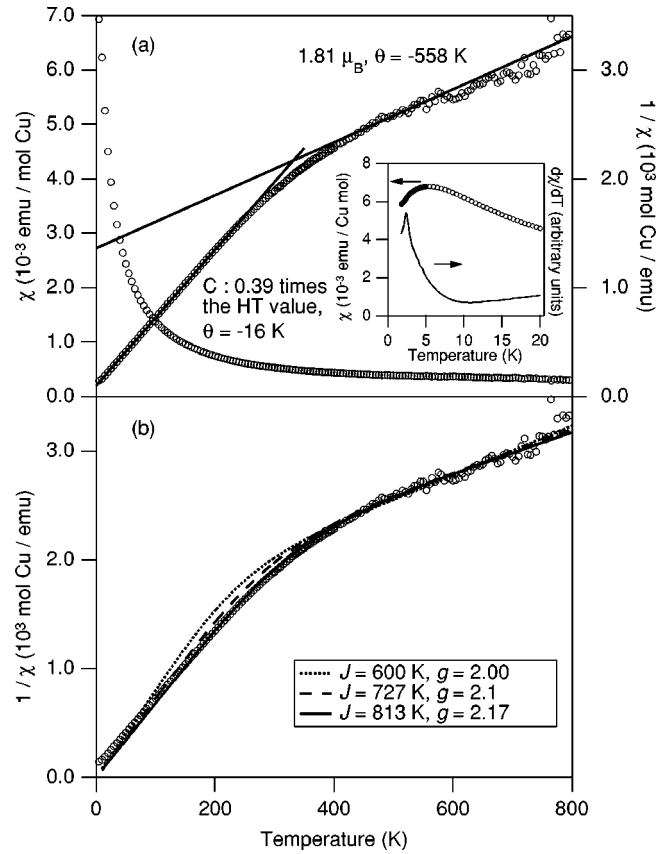 (a)
7.0
6.0
5.0
4.0
3.0
2.0
1.0
0.0
χ (10⁻³ emu / mol Cu)
1.81 μB, θ = -558 K
C : 0.39 times
the HT value,
θ = -16 K
3.0
2.0
1.0
0.0
1 / χ (10³ mol Cu / emu)
8
6
4
2
0
χ (10⁻³ emu / Cu mol)
0
5
10
15
20
Temperature (K)
dχ/dT (arbitrary units)
(b)
3.0
2.0
1.0
0.0
1 / χ (10³ mol Cu / emu)
J = 600 K, g = 2.00
J = 727 K, g = 2.1
J = 813 K, g = 2.17
0
200
400
600
800
Temperature (K)